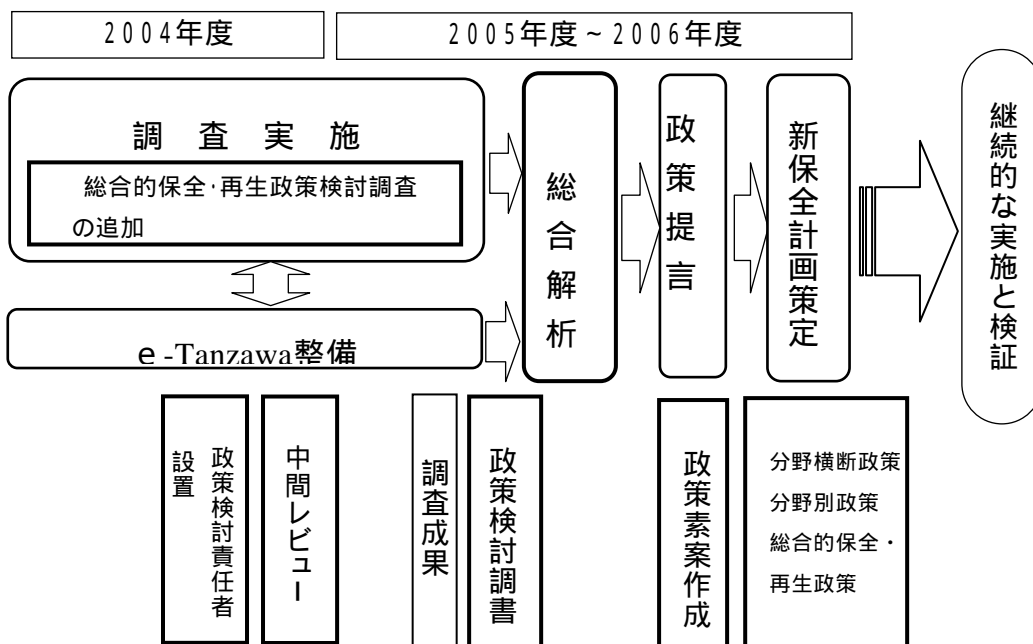 2004年度
2005年度~2006年度
調査実施
総合的保全・再生政策検討調査
の追加
e-Tanzawa整備
総合解析
政策提言
新保全計画策定
継続的な実施と検証
政策検討責任者
設置
中間レビュー
調査成果
政策検討調書
政策素案作成
分野横断政策
分野別政策
総合的保全・
再生政策